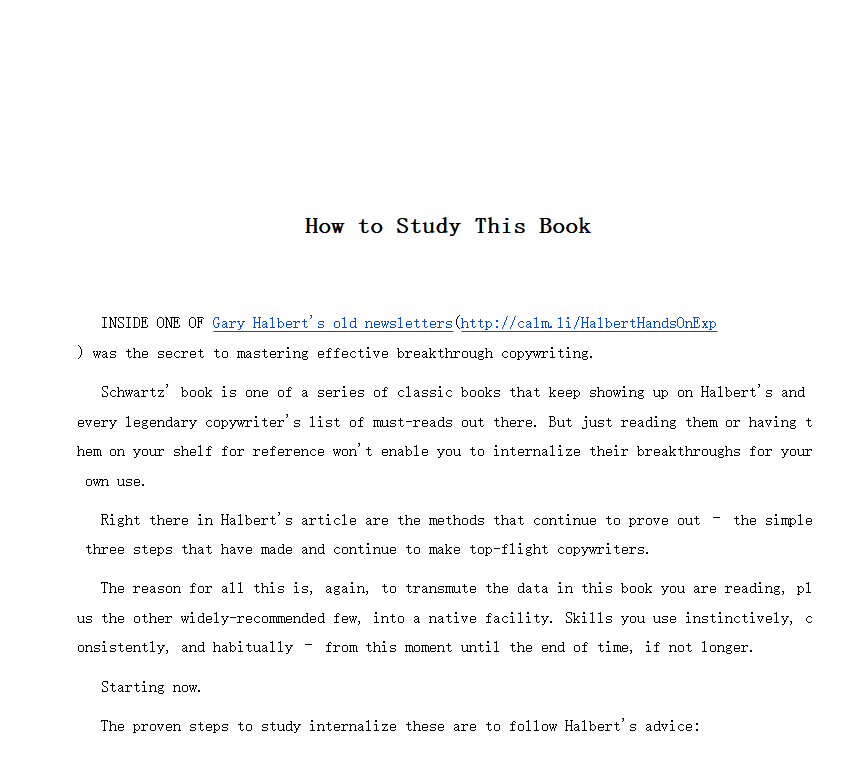 How to Study This Book
INSIDE ONE OF Gary Halbert's old newsletters(http://calm.li/HalbertHandsOnExp
) was the secret to mastering effective breakthrough copywriting.
Schwartz' book is one of a series of classic books that keep showing up on Halbert's and
every legendary copywriter's list of must-reads out there. But just reading them or having t
hem on your shelf for reference won't enable you to internalize their breakthroughs for your
own use.
Right there in Halbert's article are the methods that continue to prove out – the simple
three steps that have made and continue to make top-flight copywriters.
The reason for all this is, again, to transmute the data in this book you are reading, pl
us the other widely-recommended few, into a native facility. Skills you use instinctively, c
onsistently, and habitually – from this moment until the end of time, if not longer.
Starting now.
The proven steps to study internalize these are to follow Halbert's advice: